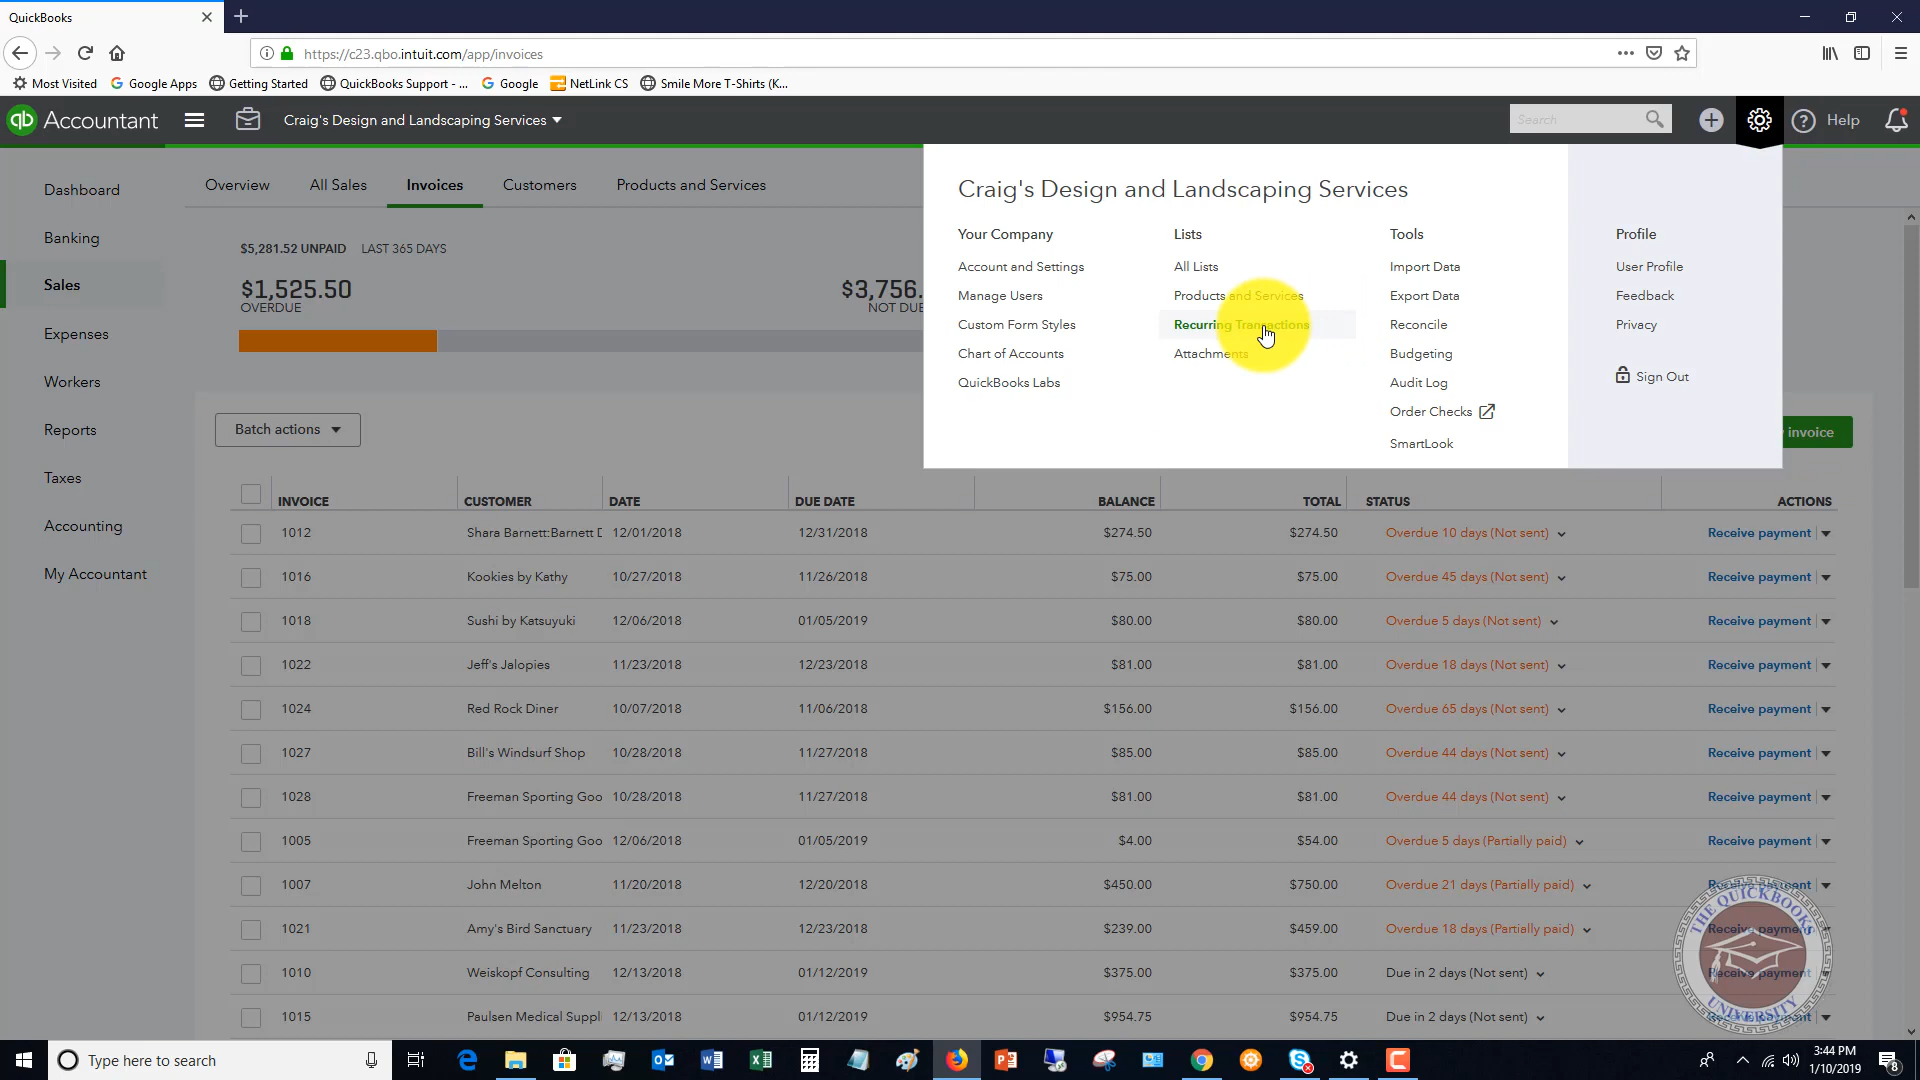 QuickBooks
https://c23.qbo.intuit.com/app/invoices
Most Visited Google Apps Getting Started QuickBooks Support - ... Google NetLink CS Smile More T-Shirts (K...
qb Accountant Craig's Design and Landscaping Services Search Help
Dashboard
Banking
Sales
Expenses
Workers
Reports
Taxes
Accounting
My Accountant
Overview All Sales Invoices Customers Products and Services
$5,281.52 UNPAID LAST 365 DAYS
$1,525.50 $3,756.
OVERDUE NOT DUE
Craig's Design and Landscaping Services
Your Company
Account and Settings
Manage Users
Custom Form Styles
Chart of Accounts
QuickBooks Labs
Lists
All Lists
Products and Services
Recurring Transactions
Attachments
Tools
Import Data
Export Data
Reconcile
Budgeting
Audit Log
Order Checks
SmartLook
Profile
User Profile
Feedback
Privacy
Sign Out
Batch actions invoice
INVOICE CUSTOMER DATE DUE DATE BALANCE TOTAL STATUS ACTIONS
1012 Shara Barnett:Barnett D 12/01/2018 12/31/2018 $274.50 $274.50 Overdue 10 days (Not sent) Receive payment
1016 Kookies by Kathy 10/27/2018 11/26/2018 $75.00 $75.00 Overdue 45 days (Not sent) Receive payment
1018 Sushi by Katsuyuki 12/06/2018 01/05/2019 $80.00 $80.00 Overdue 5 days (Not sent) Receive payment
1022 Jeff's Jalopies 11/23/2018 12/23/2018 $81.00 $81.00 Overdue 18 days (Not sent) Receive payment
1024 Red Rock Diner 10/07/2018 11/06/2018 $156.00 $156.00 Overdue 65 days (Not sent) Receive payment
1027 Bill's Windsurf Shop 10/28/2018 11/27/2018 $85.00 $85.00 Overdue 44 days (Not sent) Receive payment
1028 Freeman Sporting Goo 10/28/2018 11/27/2018 $81.00 $81.00 Overdue 44 days (Not sent) Receive payment
1005 Freeman Sporting Goo 12/06/2018 01/05/2019 $4.00 $54.00 Overdue 5 days (Partially paid) Receive payment
1007 John Melton 11/20/2018 12/20/2018 $450.00 $750.00 Overdue 21 days (Partially paid) Receive payment
1021 Amy's Bird Sanctuary 11/23/2018 12/23/2018 $239.00 $459.00 Overdue 18 days (Partially paid) Receive payment
1010 Weiskopf Consulting 12/13/2018 01/12/2019 $375.00 $375.00 Due in 2 days (Not sent) Receive payment
1015 Paulsen Medical Suppl 12/13/2018 01/12/2019 $954.75 $954.75 Due in 2 days (Not sent) Receive payment
THE QUICKBOOKS UNIVERSITY
Type here to search
3:44 PM
1/10/2019
8